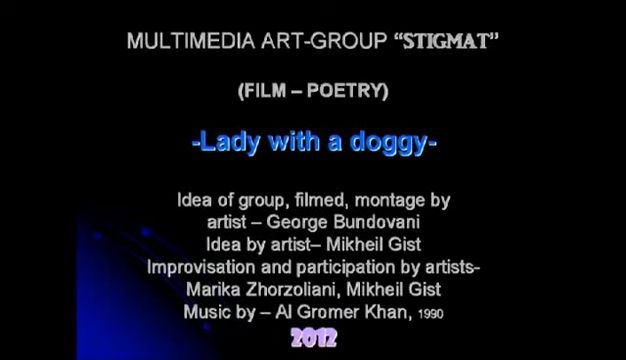 MULTIMEDIA ART-GROUP “STIGMAT”
(FILM – POETRY)
-Lady with a doggy-
Idea of group, filmed, montage by
artist – George Bundovani
Idea by artist– Mikheil Gist
Improvisation and participation by artists-
Marika Zhorzoliani, Mikheil Gist
Music by – Al Gromer Khan, 1990
2012